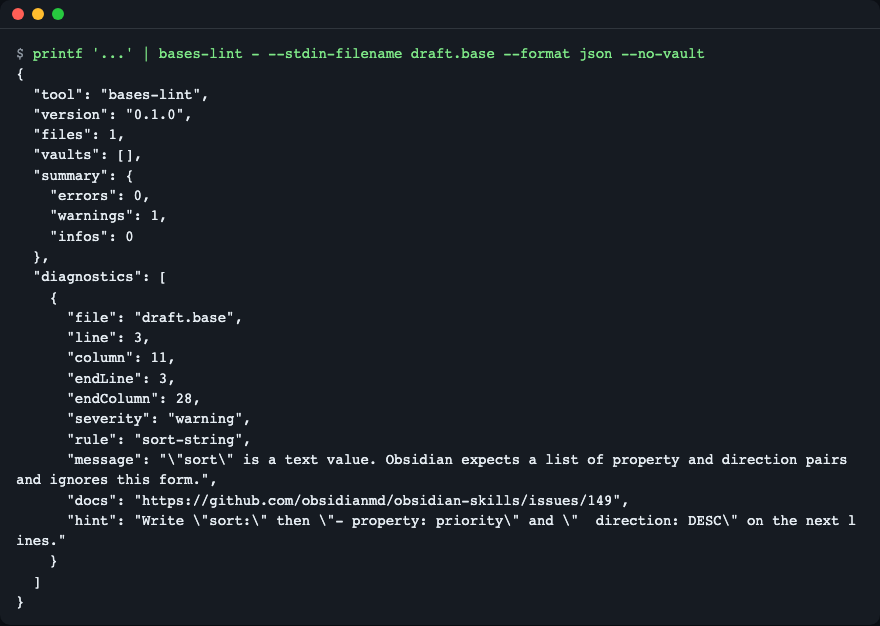 $ printf '...' | bases-lint - --stdin-filename draft.base --format json --no-vault
{
  "tool": "bases-lint",
  "version": "0.1.0",
  "files": 1,
  "vaults": [],
  "summary": {
    "errors": 0,
    "warnings": 1,
    "infos": 0
  },
  "diagnostics": [
    {
      "file": "draft.base",
      "line": 3,
      "column": 11,
      "endLine": 3,
      "endColumn": 28,
      "severity": "warning",
      "rule": "sort-string",
      "message": "\"sort\" is a text value. Obsidian expects a list of property and direction pairs
and ignores this form.",
      "docs": "https://github.com/obsidianmd/obsidian-skills/issues/149",
      "hint": "Write \"sort:\" then \"- property: priority\" and \"  direction: DESC\" on the next l
ines."
    }
  ]
}